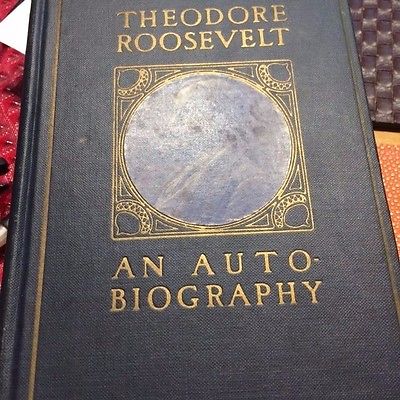 THEODORE
ROOSEVELT
AN AUTO-
BIOGRAPHY